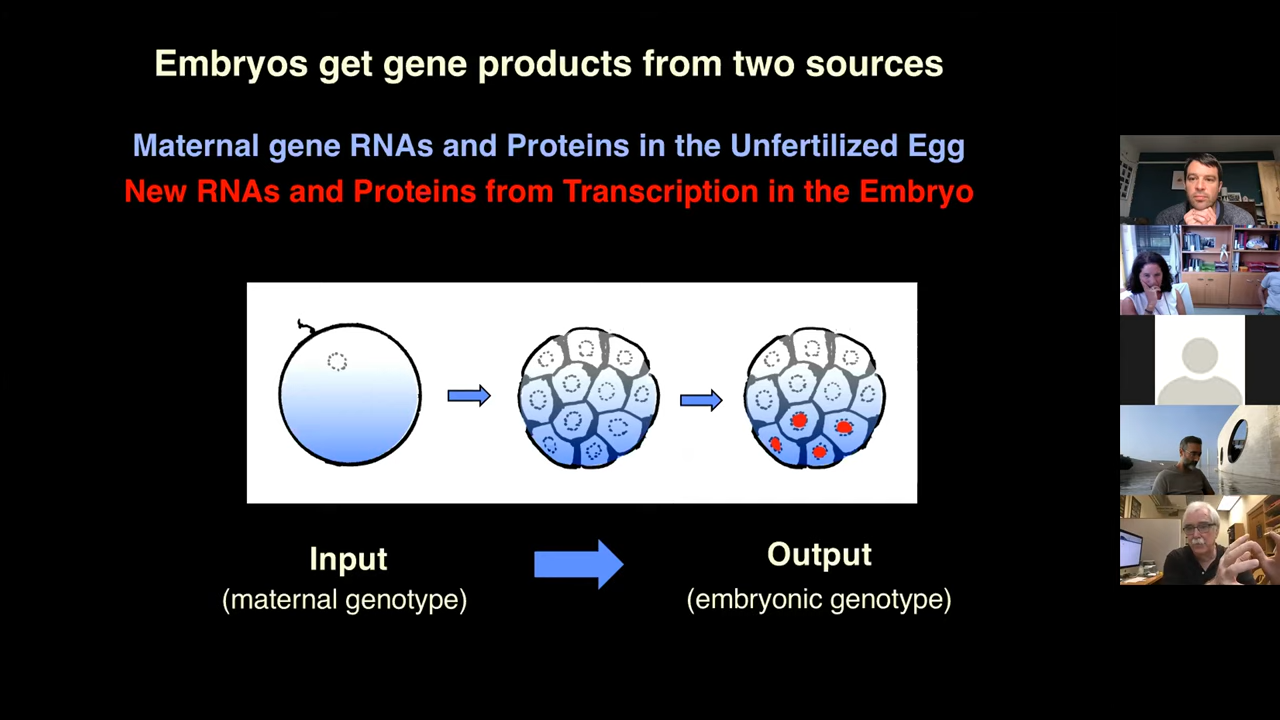 Embryos get gene products from two sources
Maternal gene RNAs and Proteins in the Unfertilized Egg
New RNAs and Proteins from Transcription in the Embryo
Input
(maternal genotype)
Output
(embryonic genotype)